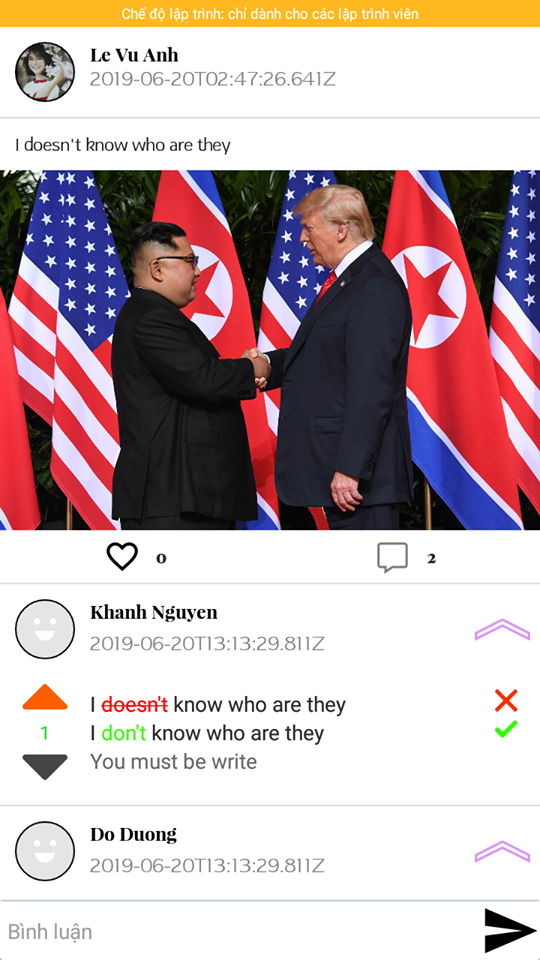 Chế độ lập trình: chỉ dành cho các lập trình viên
Le Vu Anh
2019-06-20T02:47:26.641Z
I doesn't know who are they
0
2
Khanh Nguyen
2019-06-20T13:13:29.811Z
I doesn't know who are they
1
I don't know who are they
You must be write
Do Duong
2019-06-20T13:13:29.811Z
Bình luận